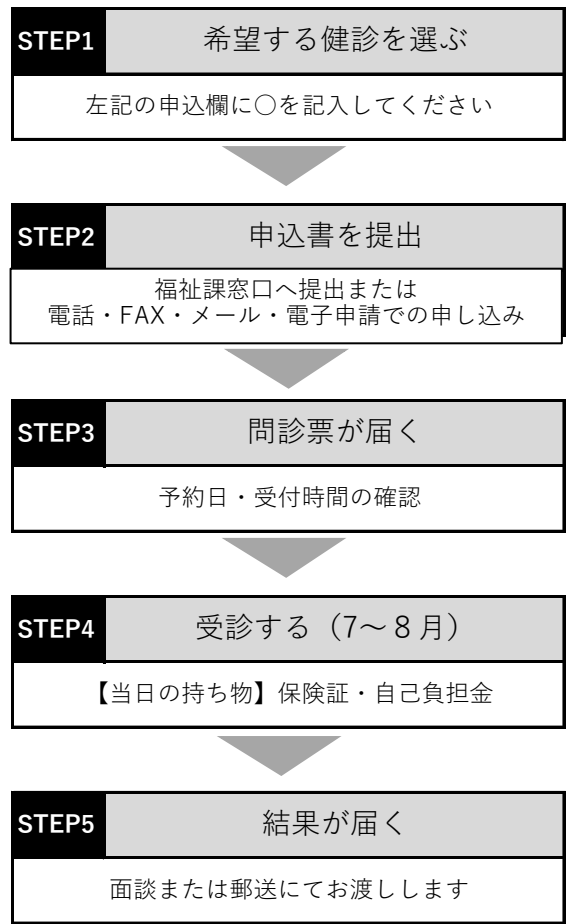 STEP1 希望する健診を選ぶ
左記の申込欄に○を記入してください
STEP2 申込書を提出
福祉課窓口へ提出または
電話・FAX・メール・電子申請での申し込み
STEP3 問診票が届く
予約日・受付時間の確認
STEP4 受診する（7～８月）
【当日の持ち物】保険証・自己負担金
STEP5 結果が届く
面談または郵送にてお渡しします